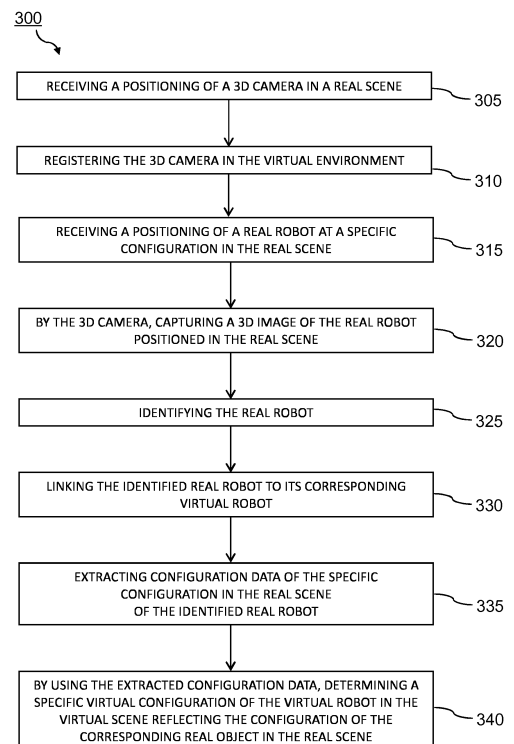 300
RECEIVING A POSITIONING OF A 3D CAMERA IN A REAL SCENE
305
REGISTERING THE 3D CAMERA IN THE VIRTUAL ENVIRONMENT
310
RECEIVING A POSITIONING OF A REAL ROBOT AT A SPECIFIC
CONFIGURATION IN THE REAL SCENE
315
BY THE 3D CAMERA, CAPTURING A 3D IMAGE OF THE REAL ROBOT
POSITIONED IN THE REAL SCENE
320
IDENTIFYING THE REAL ROBOT
325
LINKING THE IDENTIFIED REAL ROBOT TO ITS CORRESPONDING
VIRTUAL ROBOT
330
EXTRACTING CONFIGURATION DATA OF THE SPECIFIC
CONFIGURATION IN THE REAL SCENE
OF THE IDENTIFIED REAL ROBOT
335
BY USING THE EXTRACTED CONFIGURATION DATA, DETERMINING A
SPECIFIC VIRTUAL CONFIGURATION OF THE VIRTUAL ROBOT IN THE
VIRTUAL SCENE REFLECTING THE CONFIGURATION OF THE
CORRESPONDING REAL OBJECT IN THE REAL SCENE
340